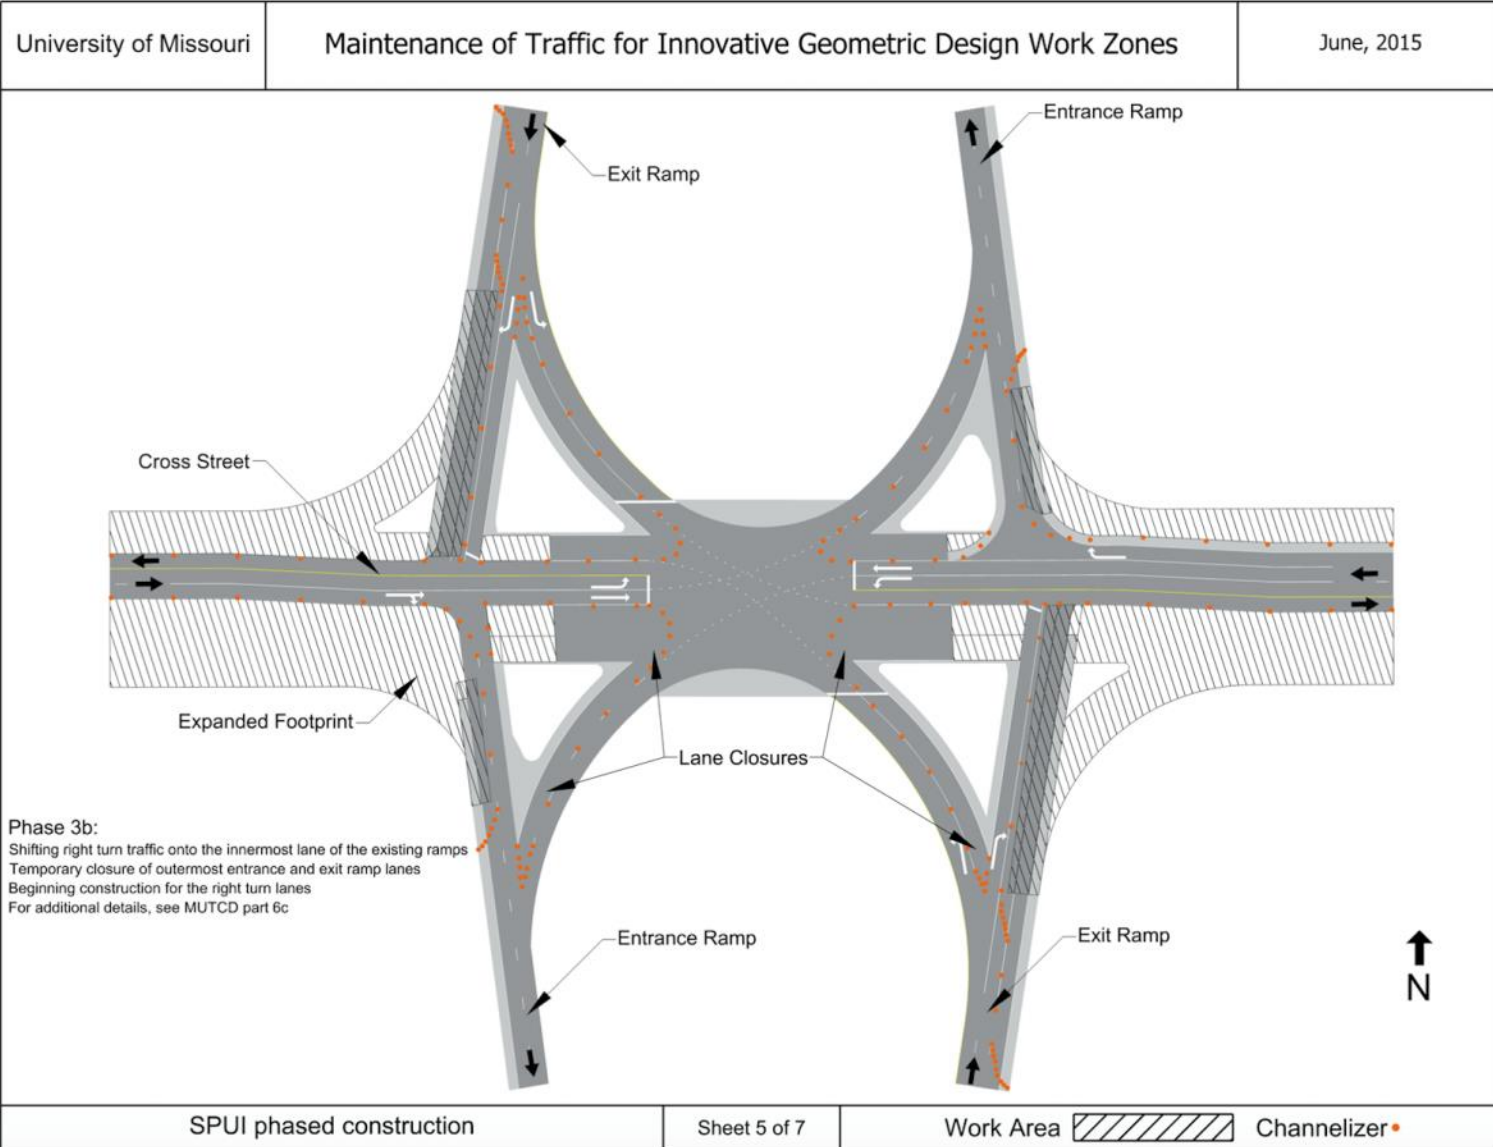 University of Missouri
Maintenance of Traffic for Innovative Geometric Design Work Zones
June, 2015
Entrance Ramp
Exit Ramp
Cross Street
Expanded Footprint
Lane Closures
Phase 3b:
Shifting right turn traffic onto the innermost lane of the existing ramps
Temporary closure of outermost entrance and exit ramp lanes
Beginning construction for the right turn lanes
For additional details, see MUTCD part 6c
Entrance Ramp
Exit Ramp
N
SPUI phased construction
Sheet 5 of 7
Work Area
Channelizer